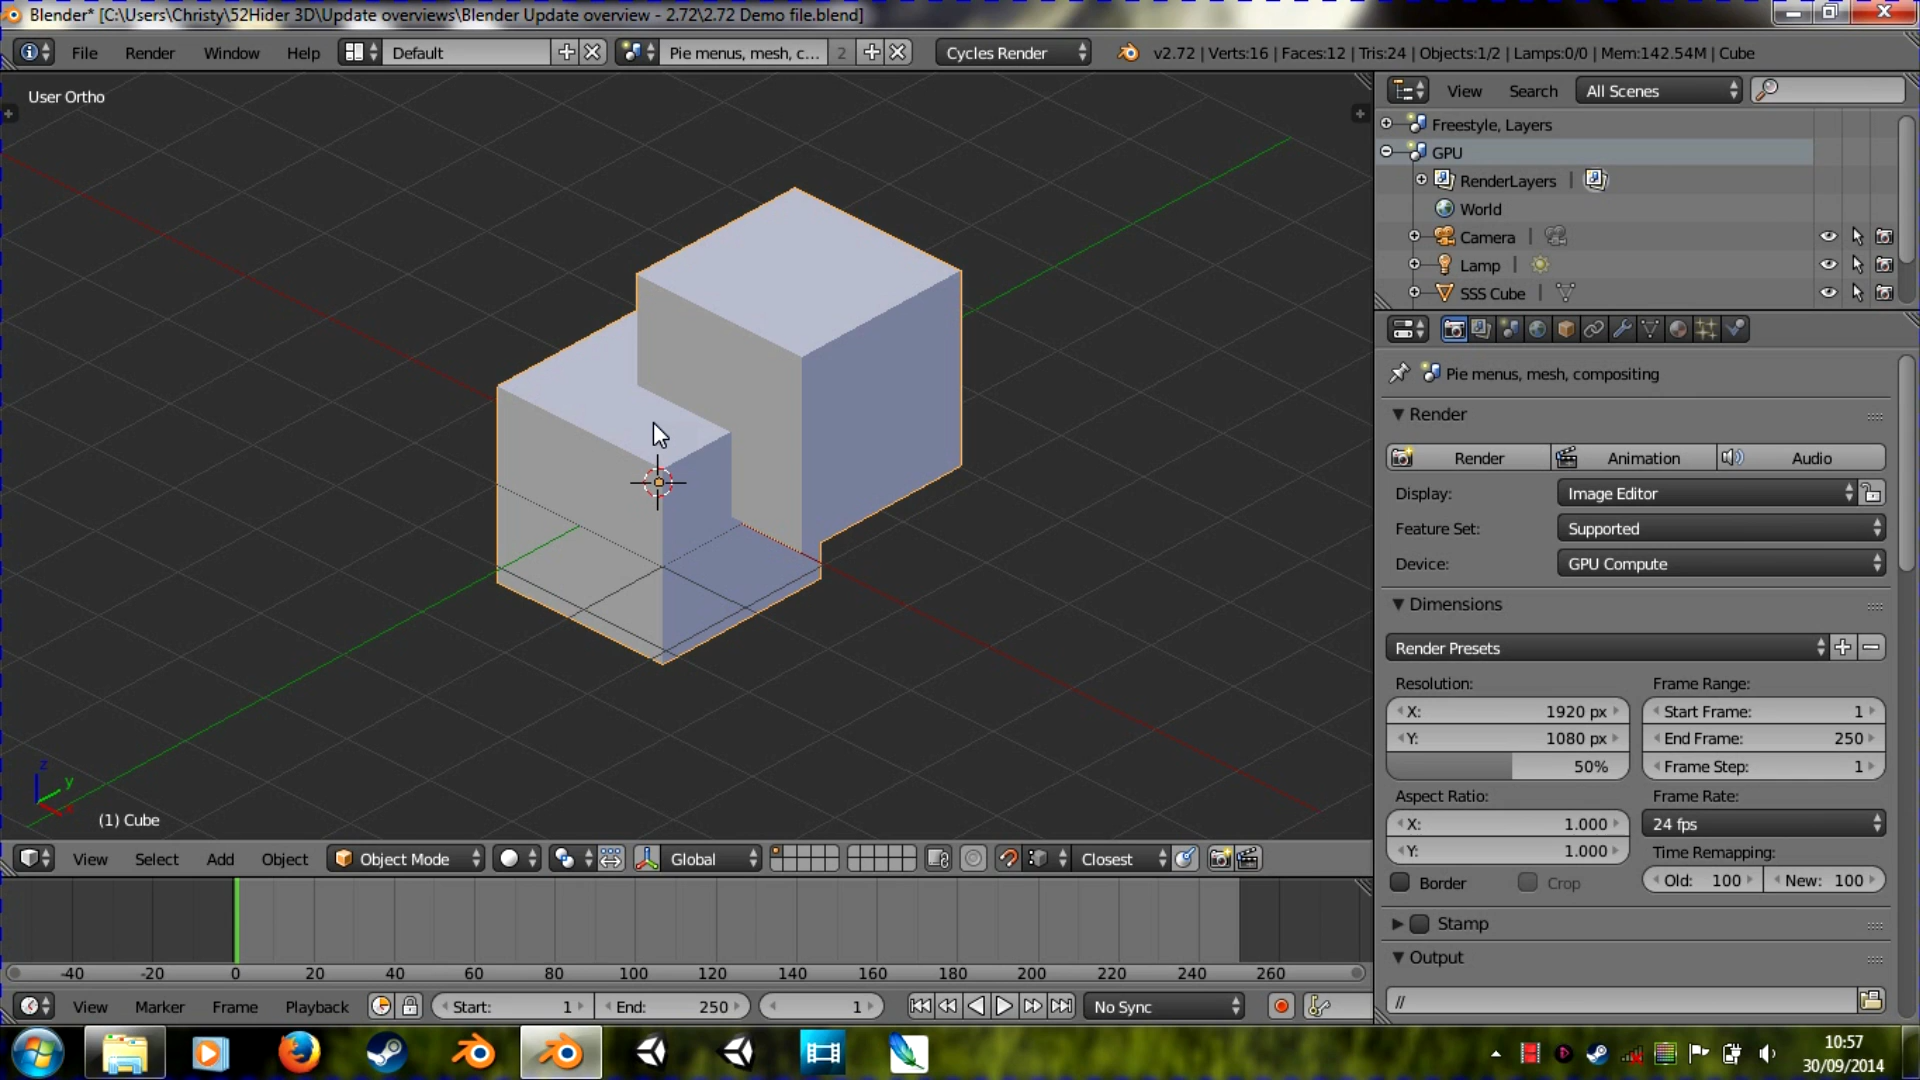 Blender* [C:\Users\Christy\52Hider 3D\Update overviews\Blender Update overview - 2.72\2.72 Demo file.blend]
File Render Window Help Default Pie menus, mesh, c... 2 Cycles Render v2.72 | Verts:16 | Faces:12 | Tris:24 | Objects:1/2 | Lamps:0/0 | Mem:142.54M | Cube
User Ortho
View Search All Scenes
Freestyle, Layers
GPU
RenderLayers |
World
Camera |
Lamp |
SSS Cube |
Pie menus, mesh, compositing
Render
Render Animation Audio
Display: Image Editor
Feature Set: Supported
Device: GPU Compute
Dimensions
Render Presets
Resolution: Frame Range:
X: 1920 px Start Frame: 1
Y: 1080 px End Frame: 250
50% Frame Step: 1
Aspect Ratio: Frame Rate:
X: 1.000 24 fps
Y: 1.000 Time Remapping:
Border Crop Old: 100 New: 100
Stamp
Output
//
z
y
x
(1) Cube
View Select Add Object Object Mode Global Closest
-40 -20 0 20 40 60 80 100 120 140 160 180 200 220 240 260
View Marker Frame Playback Start: 1 End: 250 1 No Sync
10:57
30/09/2014